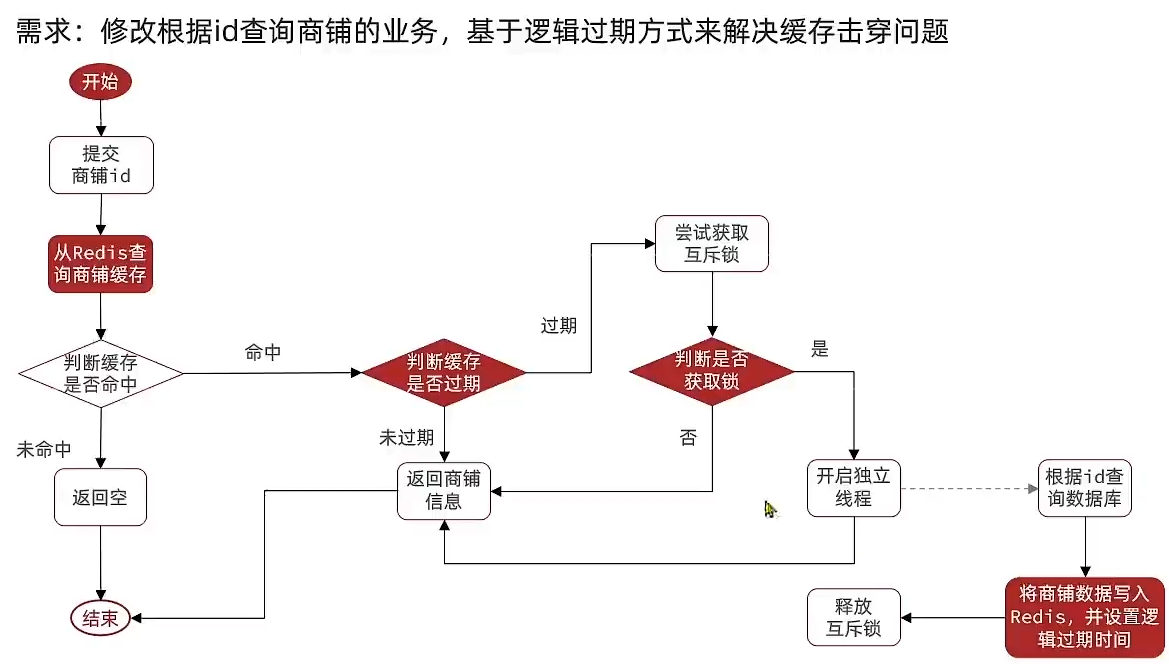 需求：修改根据id查询商铺的业务，基于逻辑过期方式来解决缓存击穿问题
开始
提交
商铺id
从Redis查
询商铺缓存
判断缓存
是否命中
命中
未命中
返回空
结束
判断缓存
是否过期
过期
未过期
返回商铺
信息
尝试获取
互斥锁
判断是否
获取锁
是
否
开启独立
线程
根据id查
询数据库
将商铺数据写入
Redis，并设置逻
辑过期时间
释放
互斥锁